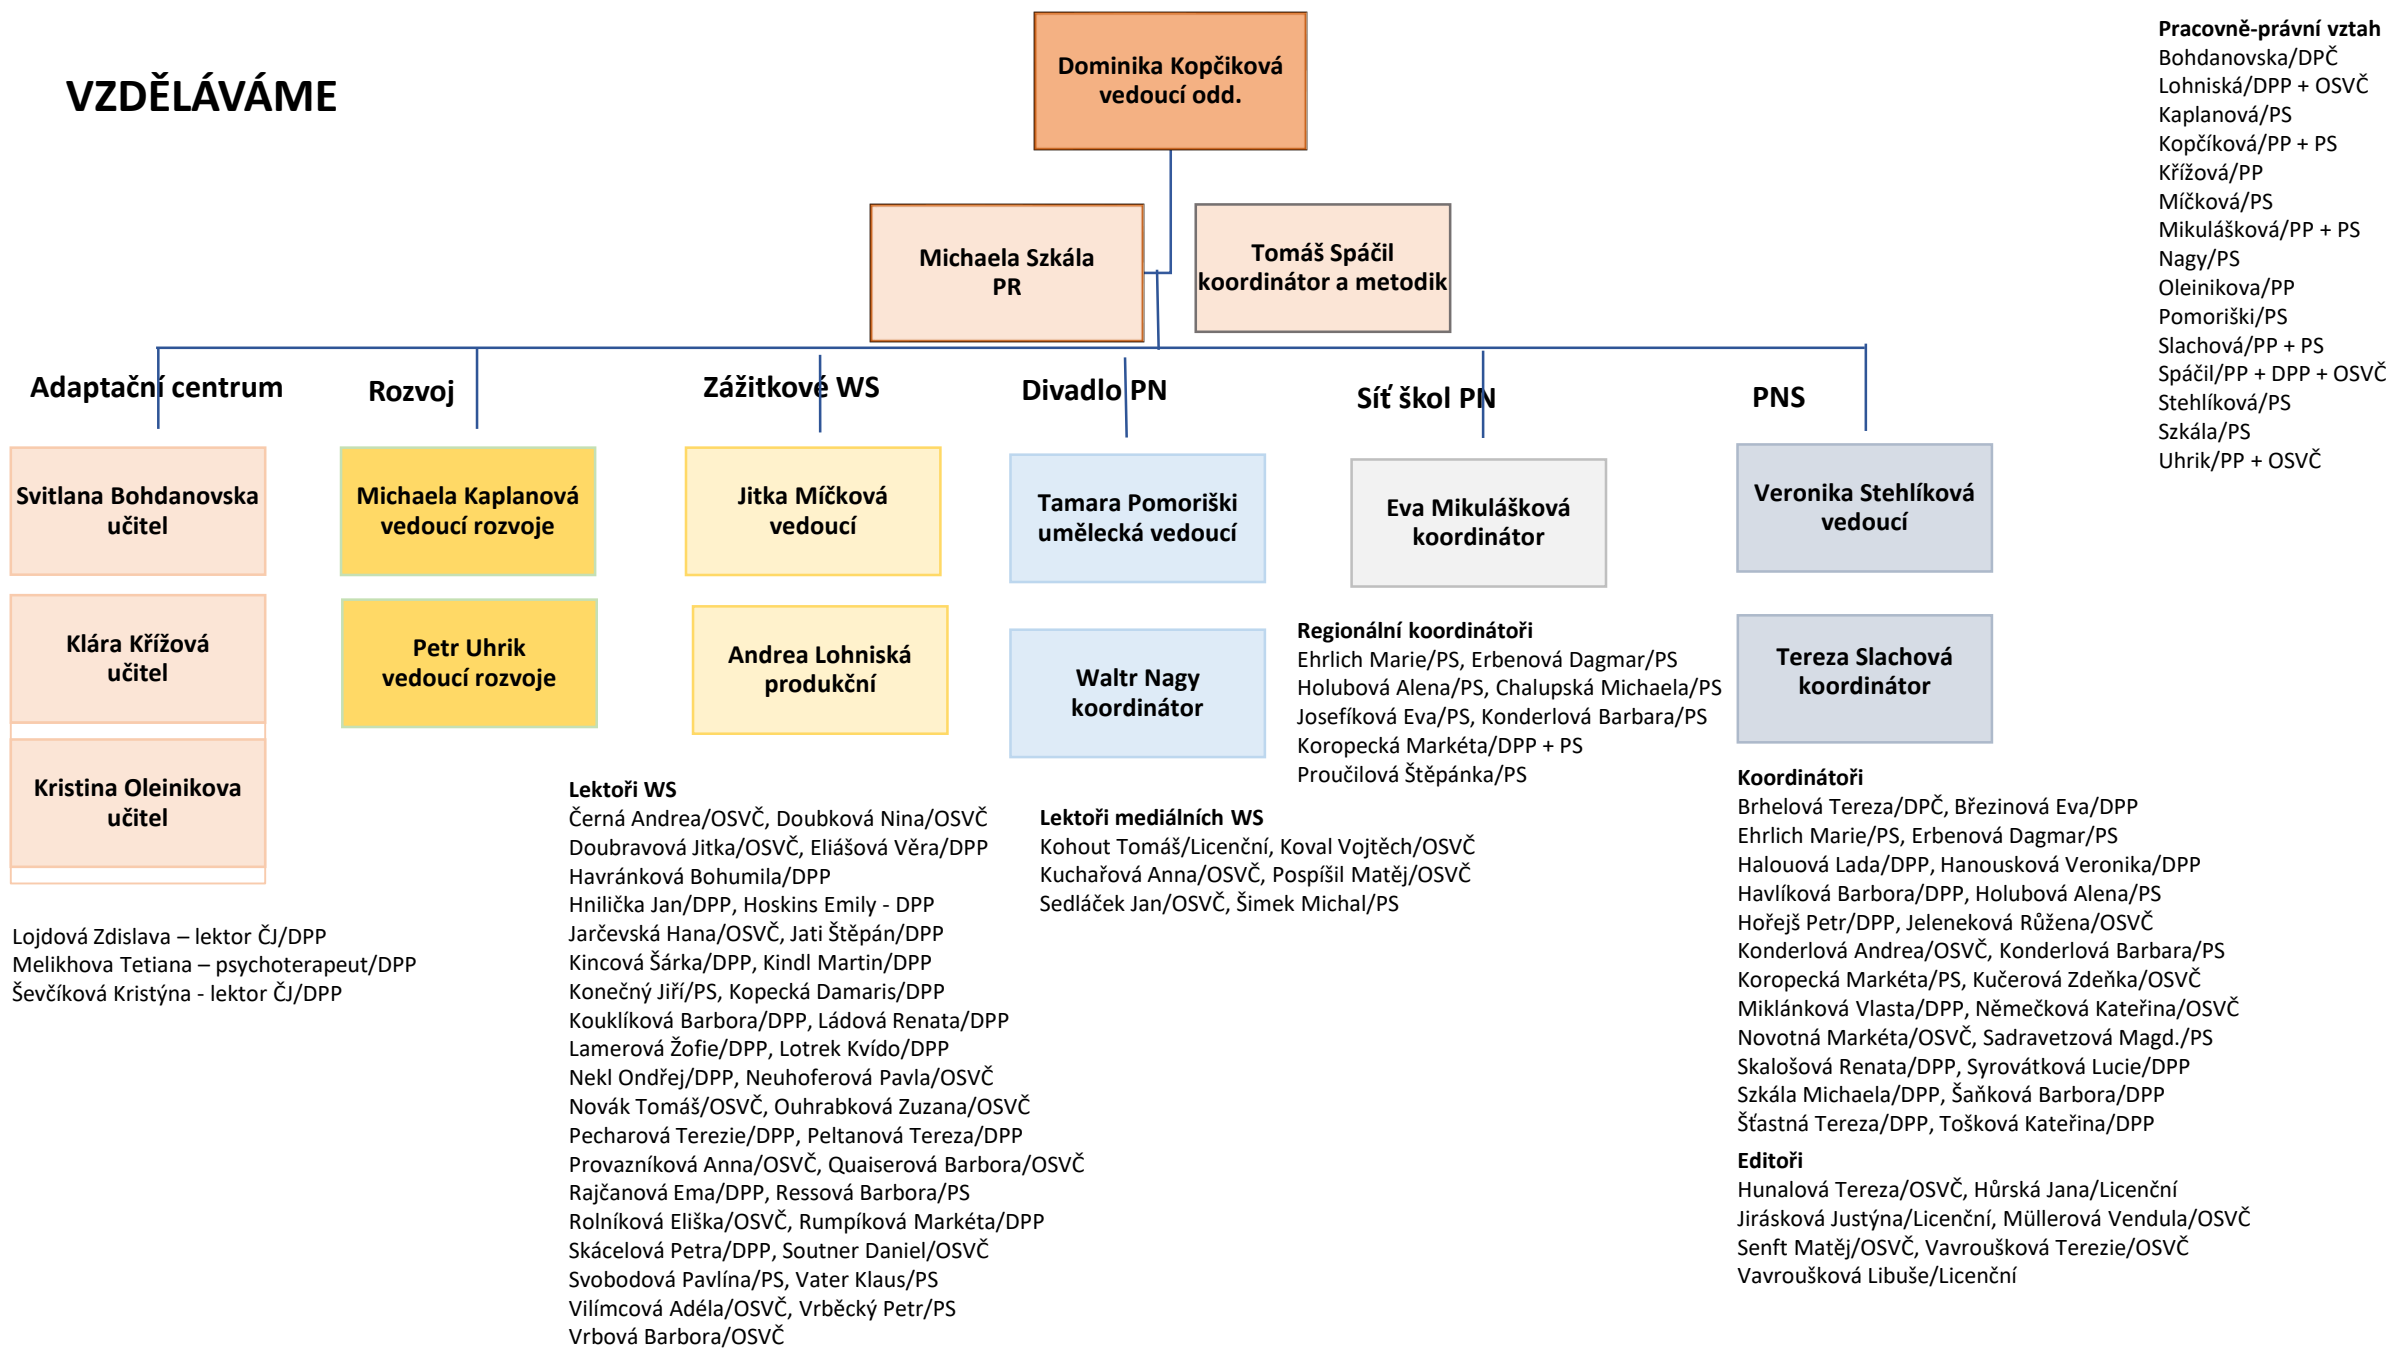 VZDĚLÁVÁME
Dominika Kopčiková
vedoucí odd.
Michaela Szkála
PR
Tomáš Spáčil
koordinátor a metodik
Pracovně-právní vztah
Bohdanovska/DPČ
Lohniská/DPP + OSVČ
Kaplanová/PS
Kopčíková/PP + PS
Křížová/PP
Míčková/PS
Mikulášková/PP + PS
Nagy/PS
Oleinikova/PP
Pomoriški/PS
Slachová/PP + PS
Spáčil/PP + DPP + OSVČ
Stehlíková/PS
Szkála/PS
Uhrik/PP + OSVČ
Adaptační centrum
Svitlana Bohdanovska
učitel
Klára Křížová
učitel
Kristina Oleinikova
učitel
Lojdová Zdislava – lektor ČJ/DPP
Melikhova Tetiana – psychoterapeut/DPP
Ševčíková Kristýna - lektor ČJ/DPP
Rozvoj
Michaela Kaplanová
vedoucí rozvoje
Petr Uhrik
vedoucí rozvoje
Zážitkové WS
Jitka Míčková
vedoucí
Andrea Lohniská
produkční
Lektoři WS
Černá Andrea/OSVČ, Doubková Nina/OSVČ
Doubravová Jitka/OSVČ, Eliášová Věra/DPP
Havránková Bohumila/DPP
Hnilička Jan/DPP, Hoskins Emily - DPP
Jarčevská Hana/OSVČ, Jati Štěpán/DPP
Kincová Šárka/DPP, Kindl Martin/DPP
Konečný Jiří/PS, Kopecká Damaris/DPP
Kouklíková Barbora/DPP, Ládová Renata/DPP
Lamerová Žofie/DPP, Lotrek Kvído/DPP
Nekl Ondřej/DPP, Neuhoferová Pavla/OSVČ
Novák Tomáš/OSVČ, Ouhrabková Zuzana/OSVČ
Pecharová Terezie/DPP, Peltanová Tereza/DPP
Provazníková Anna/OSVČ, Quaiserová Barbora/OSVČ
Rajčanová Ema/DPP, Ressová Barbora/PS
Rolníková Eliška/OSVČ, Rumpíková Markéta/DPP
Skácelová Petra/DPP, Soutner Daniel/OSVČ
Svobodová Pavlína/PS, Vater Klaus/PS
Vilímcová Adéla/OSVČ, Vrběcký Petr/PS
Vrbová Barbora/OSVČ
Divadlo PN
Tamara Pomoriški
umělecká vedoucí
Waltr Nagy
koordinátor
Lektoři mediálních WS
Kohout Tomáš/Licenční, Koval Vojtěch/OSVČ
Kuchařová Anna/OSVČ, Pospíšil Matěj/OSVČ
Sedláček Jan/OSVČ, Šimek Michal/PS
Síť škol PN
Eva Mikulášková
koordinátor
Regionální koordinátoři
Ehrlich Marie/PS, Erbenová Dagmar/PS
Holubová Alena/PS, Chalupská Michaela/PS
Josefíková Eva/PS, Konderlová Barbara/PS
Koropecká Markéta/DPP + PS
Proučilová Štěpánka/PS
PNS
Veronika Stehlíková
vedoucí
Tereza Slachová
koordinátor
Koordinátoři
Brhelová Tereza/DPČ, Březinová Eva/DPP
Ehrlich Marie/PS, Erbenová Dagmar/PS
Halouová Lada/DPP, Hanousková Veronika/DPP
Havlíková Barbora/DPP, Holubová Alena/PS
Hořejš Petr/DPP, Jeleneková Růžena/OSVČ
Konderlová Andrea/OSVČ, Konderlová Barbara/PS
Koropecká Markéta/PS, Kučerová Zdeňka/OSVČ
Miklánková Vlasta/DPP, Němečková Kateřina/OSVČ
Novotná Markéta/OSVČ, Sadravetzová Magd./PS
Skalošová Renata/DPP, Syrovátková Lucie/DPP
Szkála Michaela/DPP, Šaňková Barbora/DPP
Šťastná Tereza/DPP, Tošková Kateřina/DPP
Editoři
Hunalová Tereza/OSVČ, Hůrská Jana/Licenční
Jirásková Justýna/Licenční, Müllerová Vendula/OSVČ
Senft Matěj/OSVČ, Vavroušková Terezie/OSVČ
Vavroušková Libuše/Licenční